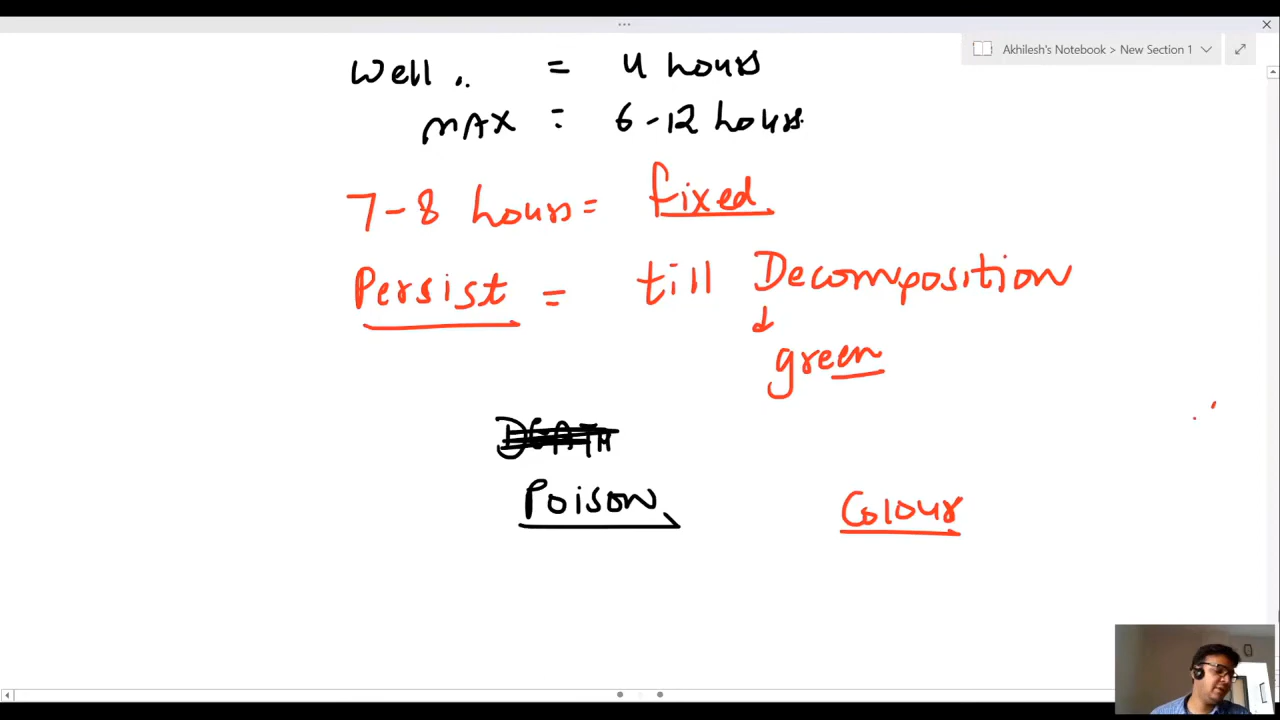 Akhilesh's Notebook > New Section 1
Well . = 4 hours
MAX = 6-12 hours
7-8 hours = fixed
Persist = till Decomposition
green
DEATH
Poison Colour